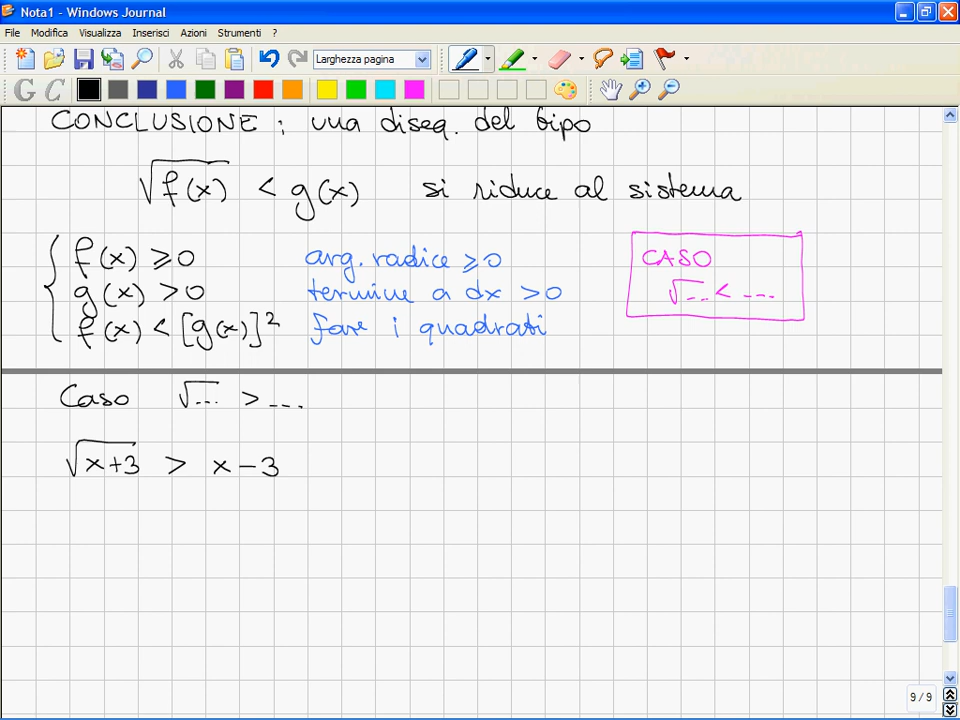 Nota1 - Windows Journal
File Modifica Visualizza Inserisci Azioni Strumenti ?
Larghezza pagina
G C
CONCLUSIONE : una diseq. del tipo
√f(x) < g(x) si riduce al sistema
{ f(x) ≥ 0 arg. radice ≥ 0
g(x) > 0 termine a dx > 0
f(x) < [g(x)]² fare i quadrati
CASO
√... < ...
Caso √... > ...
√x+3 > x-3
9 / 9